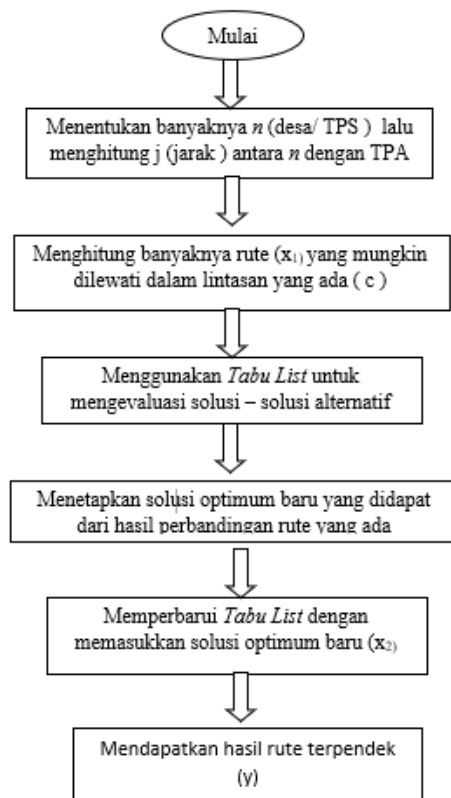 Mulai
Menentukan banyaknya n (desa/ TPS ) lalu
menghitung j (jarak ) antara n dengan TPA
Menghitung banyaknya rute (x₁) yang mungkin
dilewati dalam lintasan yang ada ( c )
Menggunakan Tabu List untuk
mengevaluasi solusi – solusi alternatif
Menetapkan solusi optimum baru yang didapat
dari hasil perbandingan rute yang ada
Memperbarui Tabu List dengan
memasukkan solusi optimum baru (x₂)
Mendapatkan hasil rute terpendek
(y)